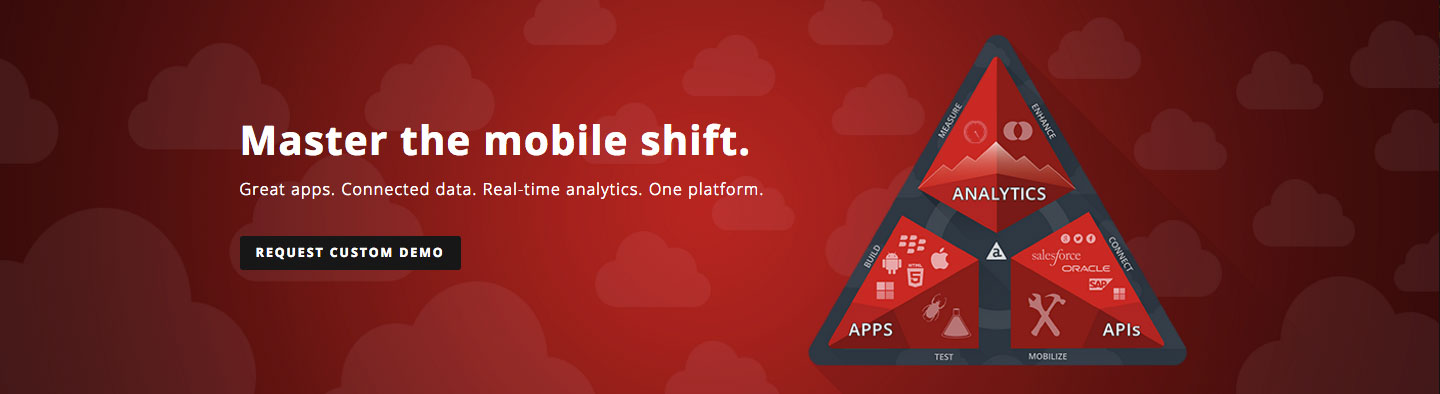 Master the mobile shift.
Great apps. Connected data. Real-time analytics. One platform.
REQUEST CUSTOM DEMO
MEASURE
ENHANCE
ANALYTICS
BUILD
HTML
5
APPS
TEST
a
CONNECT
g
f
salesforce
ORACLE
SAP
APIs
MOBILIZE